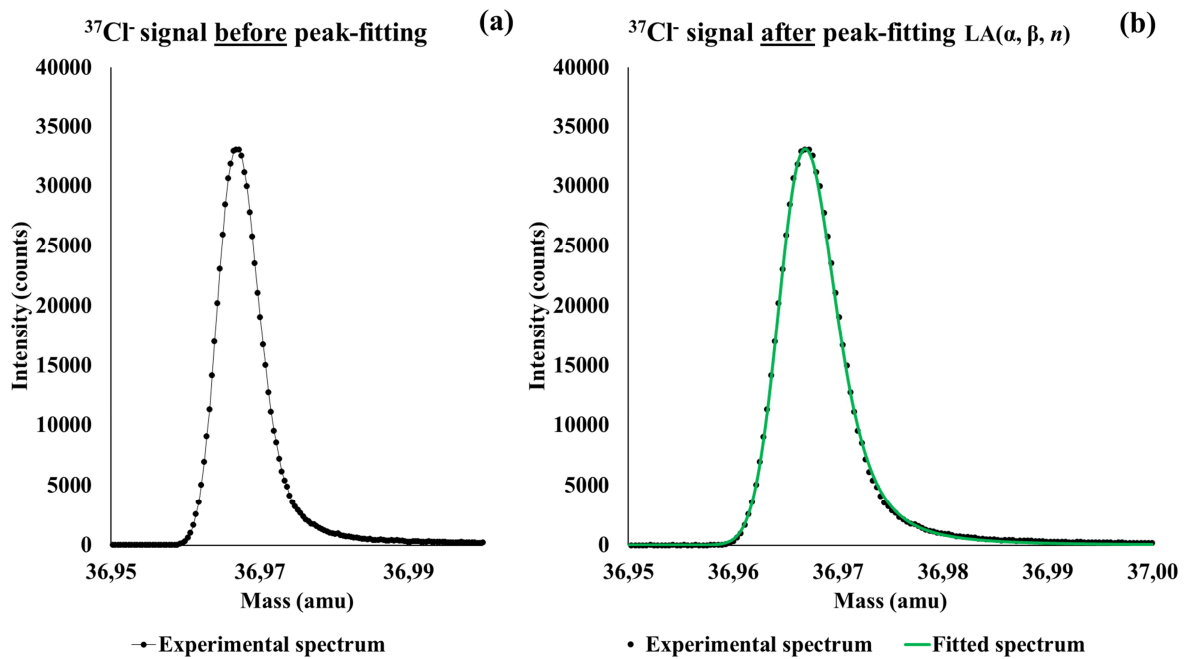 ³⁷Cl⁻ signal before peak-fitting
(a)
40000
35000
30000
25000
20000
15000
10000
5000
0
Intensity (counts)
36,95
36,97
36,99
Mass (amu)
Experimental spectrum
³⁷Cl⁻ signal after peak-fitting LA(α, β, n)
(b)
40000
35000
30000
25000
20000
15000
10000
5000
0
Intensity (counts)
36,95
36,96
36,97
36,98
36,99
37,00
Mass (amu)
Experimental spectrum
Fitted spectrum